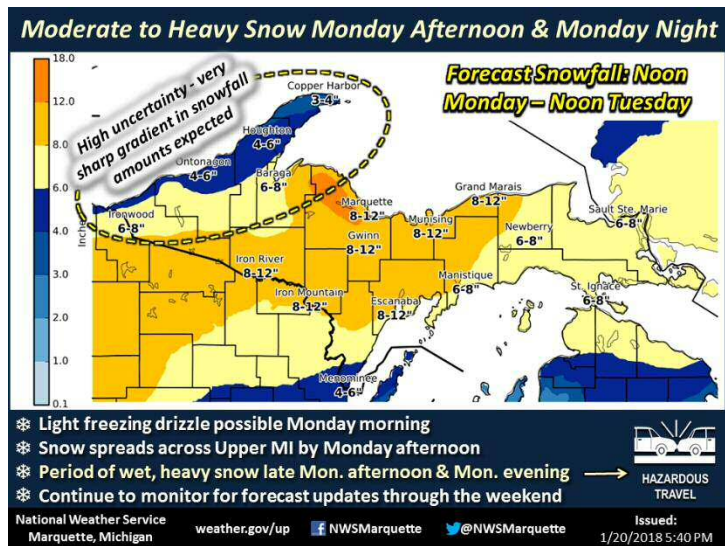 Moderate to Heavy Snow Monday Afternoon & Monday Night
18.0
12.0
8.0
6.0
4.0
3.0
2.0
1.0
0.1
Inches
High uncertainty - very
sharp gradient in snowfall
amounts expected
Forecast Snowfall: Noon
Monday – Noon Tuesday
Copper Harbor
3-4"
Houghton
4-6"
Ontonagon
4-6"
Baraga
6-8"
Ironwood
6-8"
Marquette
8-12"
Grand Marais
8-12"
Munising
8-12"
Sault Ste. Marie
6-8"
Newberry
6-8"
Gwinn
8-12"
Iron River
8-12"
Manistique
6-8"
St. Ignace
6-8"
Iron Mountain
8-12"
Escanaba
8-12"
Menominee
4-6"
❄ Light freezing drizzle possible Monday morning
❄ Snow spreads across Upper MI by Monday afternoon
❄ Period of wet, heavy snow late Mon. afternoon & Mon. evening
❄ Continue to monitor for forecast updates through the weekend
HAZARDOUS
TRAVEL
National Weather Service
Marquette, Michigan
weather.gov/up
NWSMarquette
@NWSMarquette
Issued:
1/20/2018 5:40 PM